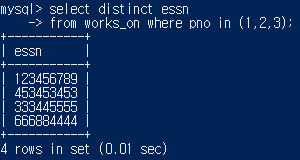 mysql> select distinct essn
    -> from works_on where pno in (1,2,3);
+-----------+
| essn      |
+-----------+
| 123456789 |
| 453453453 |
| 333445555 |
| 666884444 |
+-----------+
4 rows in set (0.01 sec)